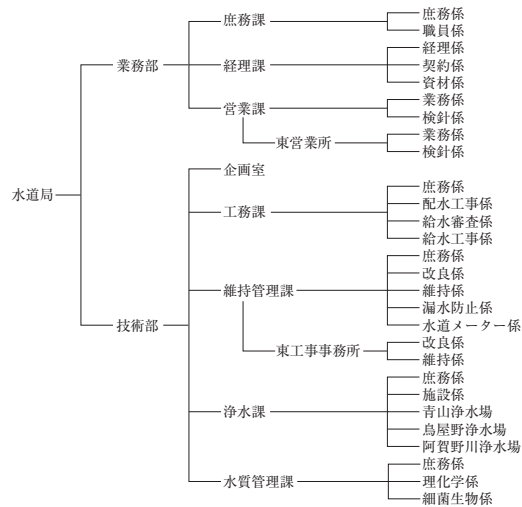 水道局
業務部
庶務課
庶務係
職員係
経理課
経理係
契約係
資材係
営業課
業務係
検針係
東営業所
業務係
検針係
技術部
企画室
工務課
庶務係
配水工事係
給水審査係
給水工事係
維持管理課
庶務係
改良係
維持係
漏水防止係
水道メーター係
東工事事務所
改良係
維持係
浄水課
庶務係
施設係
青山浄水場
鳥屋野浄水場
阿賀野川浄水場
水質管理課
庶務係
理化学係
細菌生物係